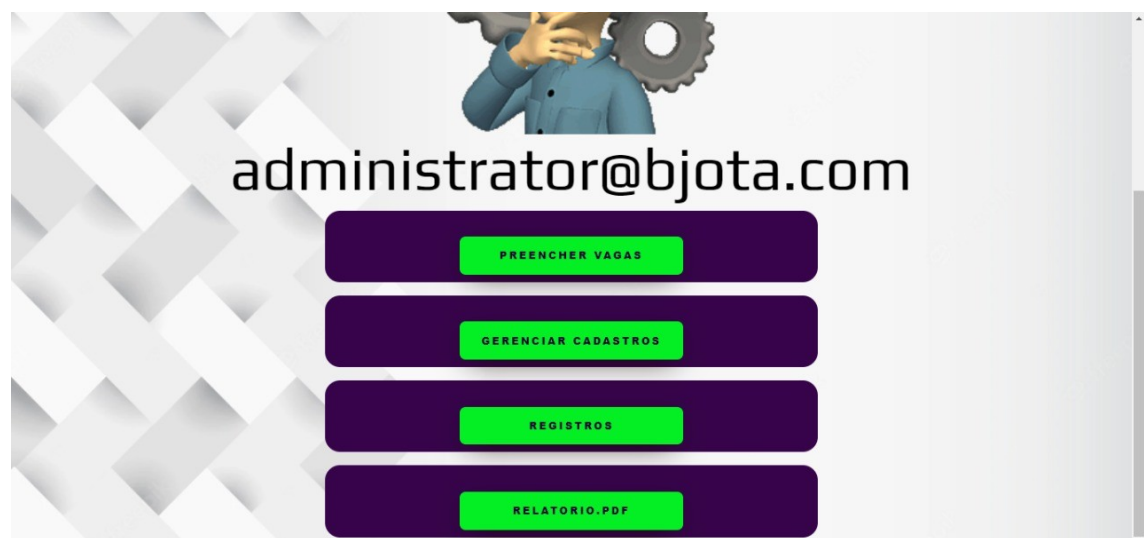 administrator@bjota.com
PREENCHER VAGAS
GERENCIAR CADASTROS
REGISTROS
RELATORIO.PDF